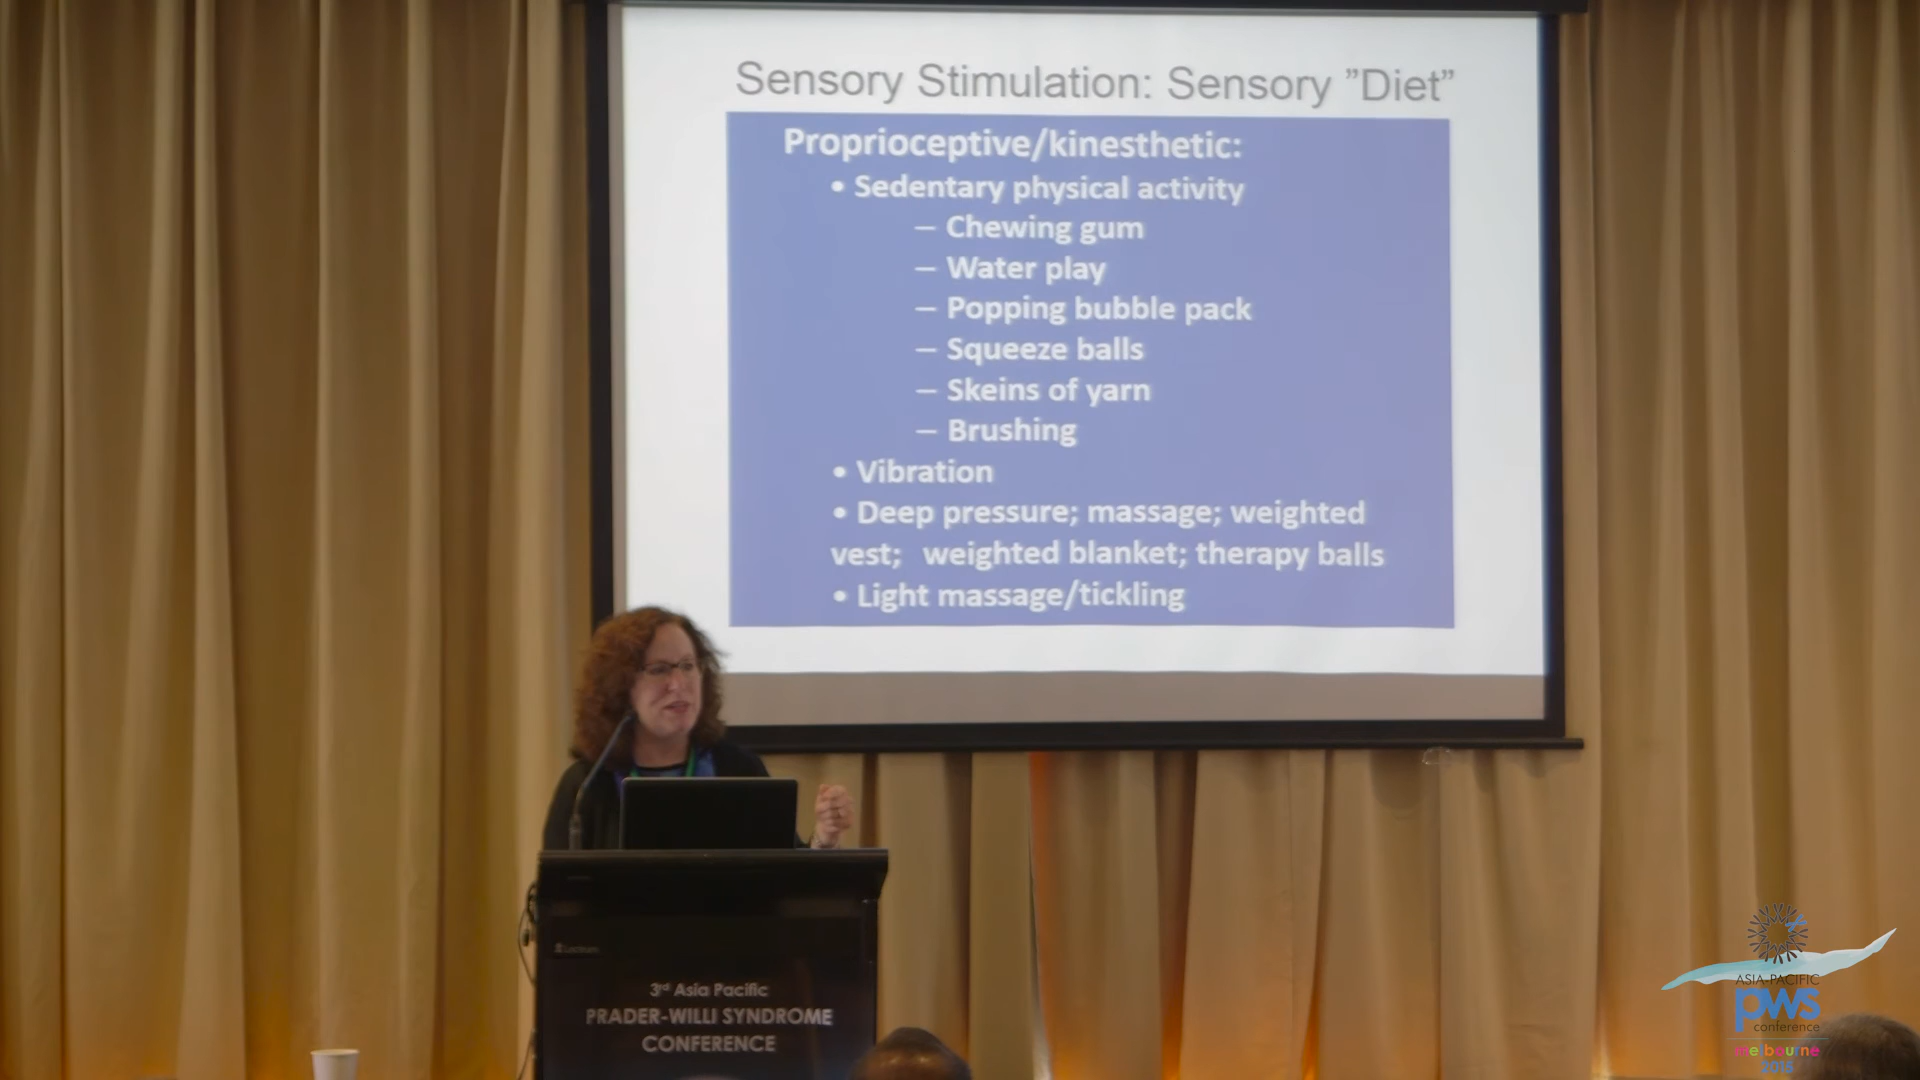 Sensory Stimulation: Sensory ”Diet”
Proprioceptive/kinesthetic:
• Sedentary physical activity
– Chewing gum
– Water play
– Popping bubble pack
– Squeeze balls
– Skeins of yarn
– Brushing
• Vibration
• Deep pressure; massage; weighted
vest; weighted blanket; therapy balls
• Light massage/tickling
3rd Asia Pacific
PRADER-WILLI SYNDROME
CONFERENCE
ASIA-PACIFIC
pws
conference
melbourne